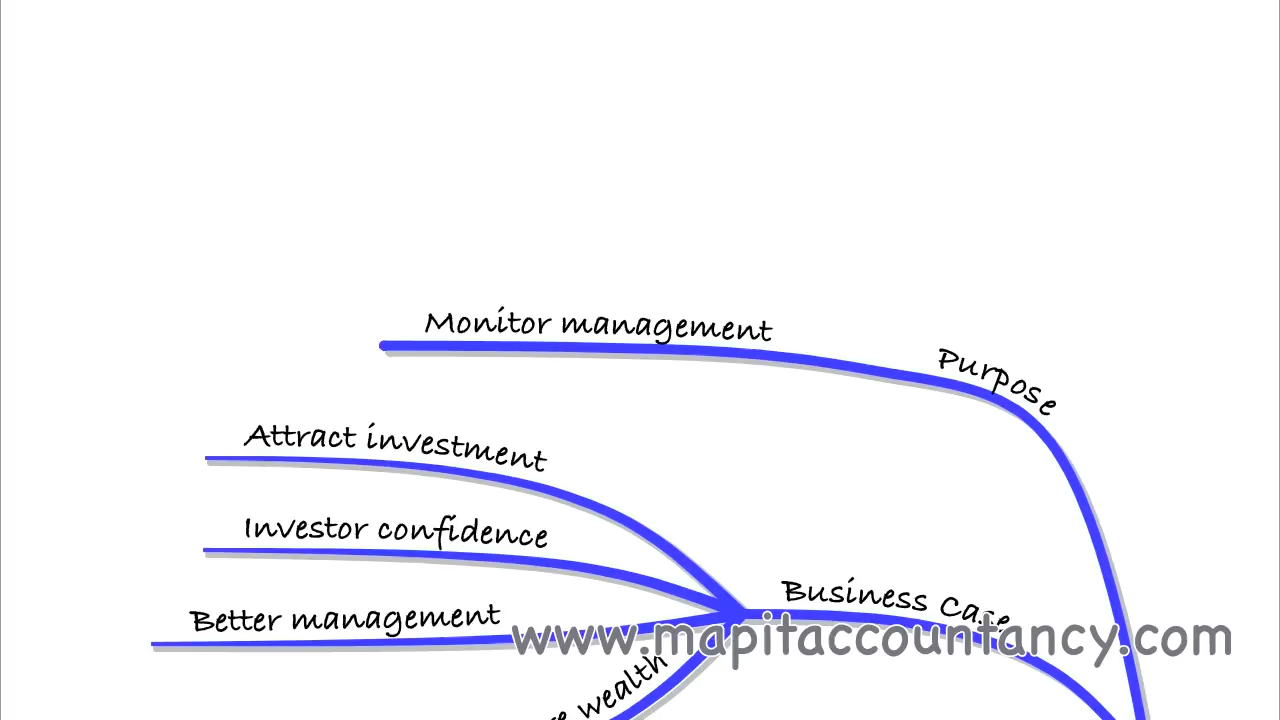 Monitor management
Purpose
Attract investment
Investor confidence
Business Case
Better management
www.mapitaccountancy.com
wealth